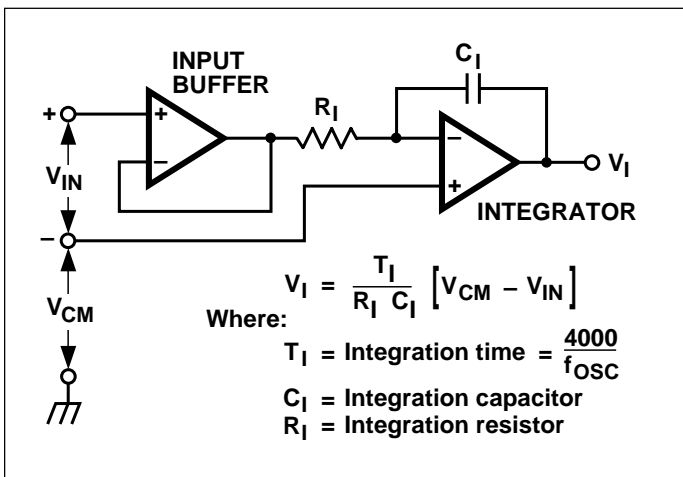 INPUT
BUFFER
C_I
R_I
+
+
−
−
+
V_IN
V_I
INTEGRATOR
−
V_CM
V_I = T_I / R_I C_I [V_CM – V_IN]
Where:
T_I = Integration time = 4000 / f_OSC
C_I = Integration capacitor
R_I = Integration resistor